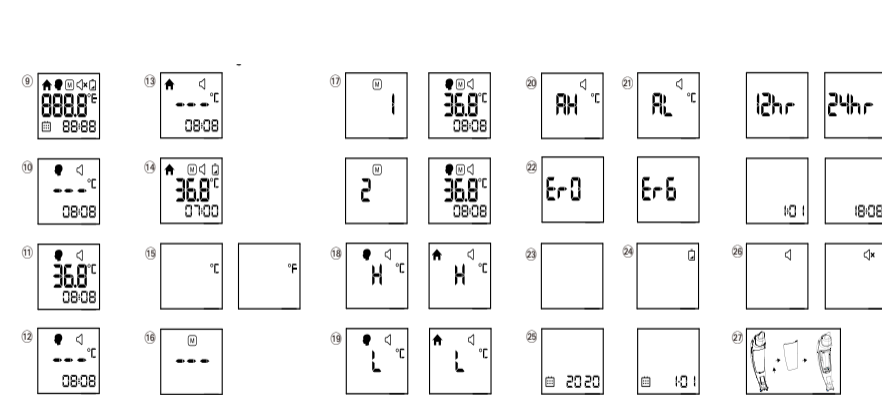 ⑨ M 888.8 °F 88:88
⑬ --- °C 08:08
⑰ M 1
M 36.8 °C 08:08
⑳ AH °C
㉑ AL °C
12hr
24hr
⑩ --- °C 08:08
⑭ M 36.8 °C 07:00
M 2
M 36.8 °C 08:08
㉒ Er0
Er6
1:01
18:08
⑪ 36.8 °C 08:08
⑮ °C
°F
⑱ H °C
H °C
㉓
㉔
㉖
⑫ --- °C 08:08
⑯ M ---
⑲ L °C
L °C
㉕ 2020
1:01
㉗